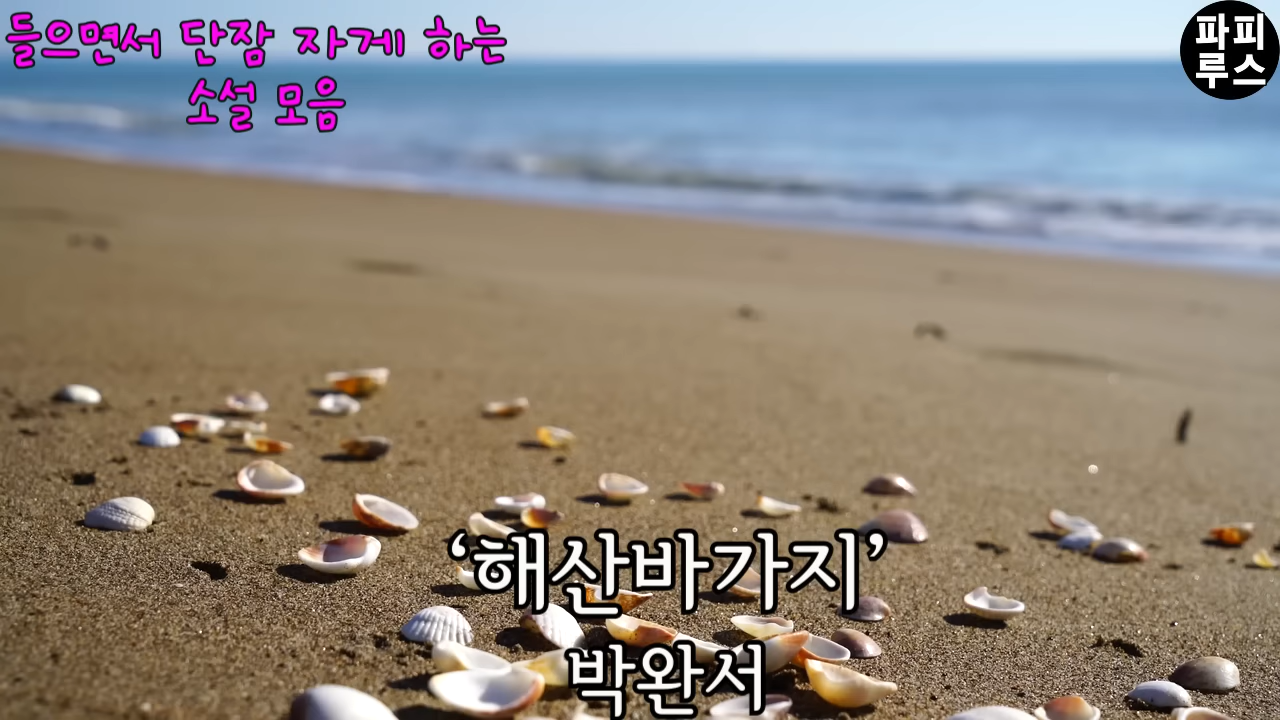 들으면서 단잠 자게 하는
소설 모음
파피
루스
‘해산바가지’
박완서